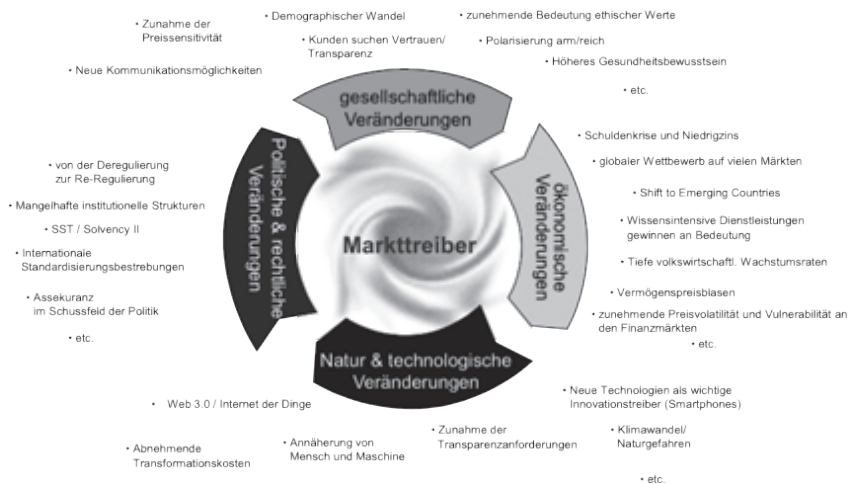 • Zunahme der
Preissensitivität
• Demographischer Wandel
• zunehmende Bedeutung ethischer Werte
• Kunden suchen Vertrauen/
Transparenz
• Polarisierung arm/reich
• Neue Kommunikationsmöglichkeiten
• Höheres Gesundheitsbewusstsein
• etc.
gesellschaftliche
Veränderungen
• Schuldenkrise und Niedrigzins
• globaler Wettbewerb auf vielen Märkten
• Shift to Emerging Countries
• Wissensintensive Dienstleistungen
gewinnen an Bedeutung
• Tiefe volkswirtschaftl. Wachstumsraten
• Vermögenspreisblasen
• zunehmende Preisvolatilität und Vulnerabilität an
den Finanzmärkten
• etc.
ökonomische
Veränderungen
Markttreiber
Politische & rechtliche
Veränderungen
• von der Deregulierung
zur Re-Regulierung
• Mangelhafte institutionelle Strukturen
• SST / Solvency II
• Internationale
Standardisierungsbestrebungen
• Assekuranz
im Schussfeld der Politik
• etc.
Natur & technologische
Veränderungen
• Web 3.0 / Internet der Dinge
• Neue Technologien als wichtige
Innovationstreiber (Smartphones)
• Abnehmende
Transformationskosten
• Annäherung von
Mensch und Maschine
• Zunahme der
Transparenzanforderungen
• Klimawandel/
Naturgefahren
• etc.